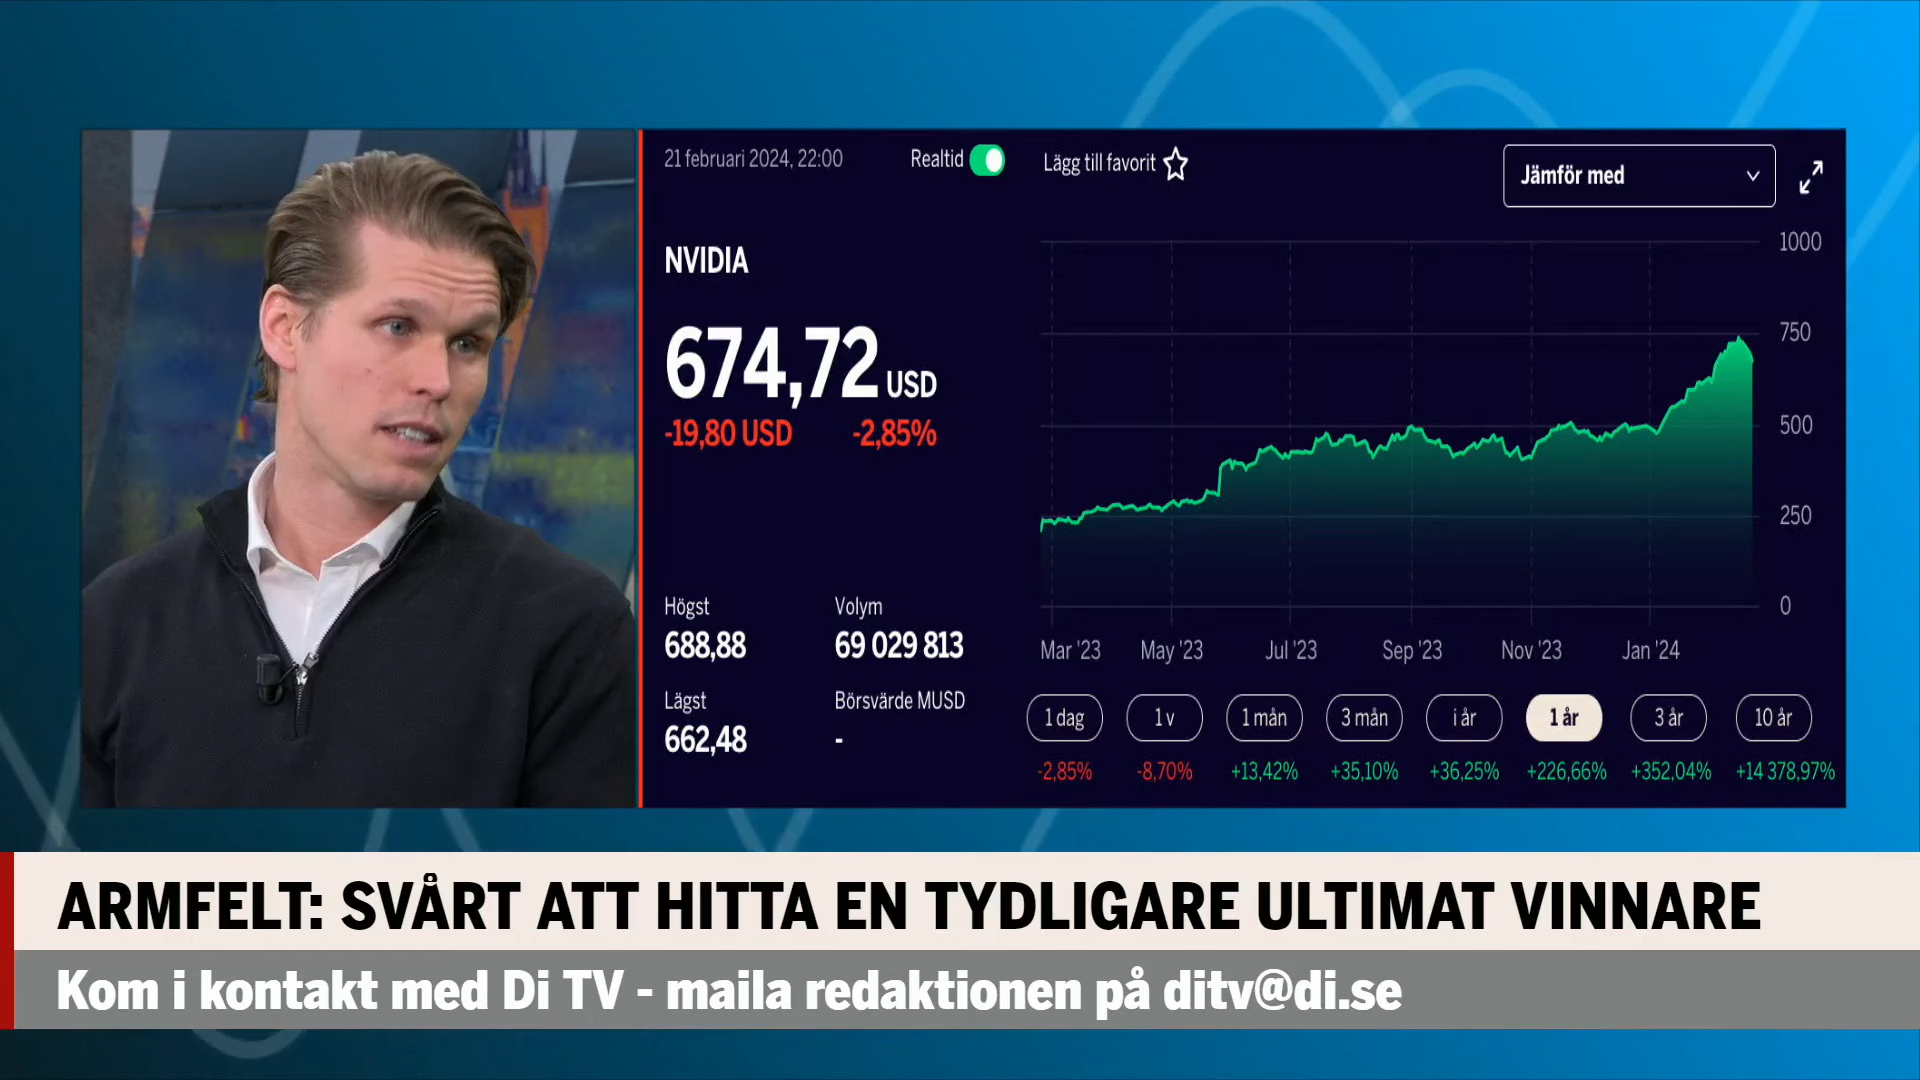 21 februari 2024, 22:00
Realtid
Lägg till favorit
Jämför med
NVIDIA
674,72 USD
-19,80 USD -2,85%
Högst
688,88
Volym
69 029 813
Lägst
662,48
Börsvärde MUSD
-
1000
750
500
250
0
Mar '23 May '23 Jul '23 Sep '23 Nov '23 Jan '24
1 dag 1 v 1 mån 3 mån i år 1 år 3 år 10 år
-2,85% -8,70% +13,42% +35,10% +36,25% +226,66% +352,04% +14 378,97%
ARMFELT: SVÅRT ATT HITTA EN TYDLIGARE ULTIMAT VINNARE
Kom i kontakt med Di TV - maila redaktionen på ditv@di.se